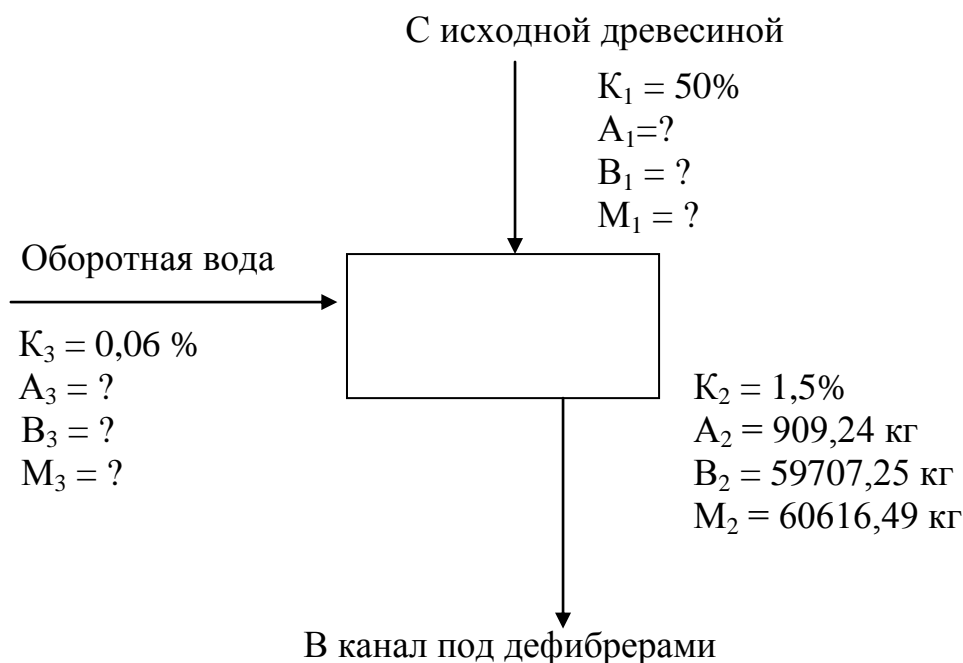 С исходной древесиной
К₁ = 50%
А₁=?
В₁ = ?
М₁ = ?
Оборотная вода
К₃ = 0,06 %
А₃ = ?
В₃ = ?
М₃ = ?
К₂ = 1,5%
А₂ = 909,24 кг
В₂ = 59707,25 кг
М₂ = 60616,49 кг
В канал под дефибрерами